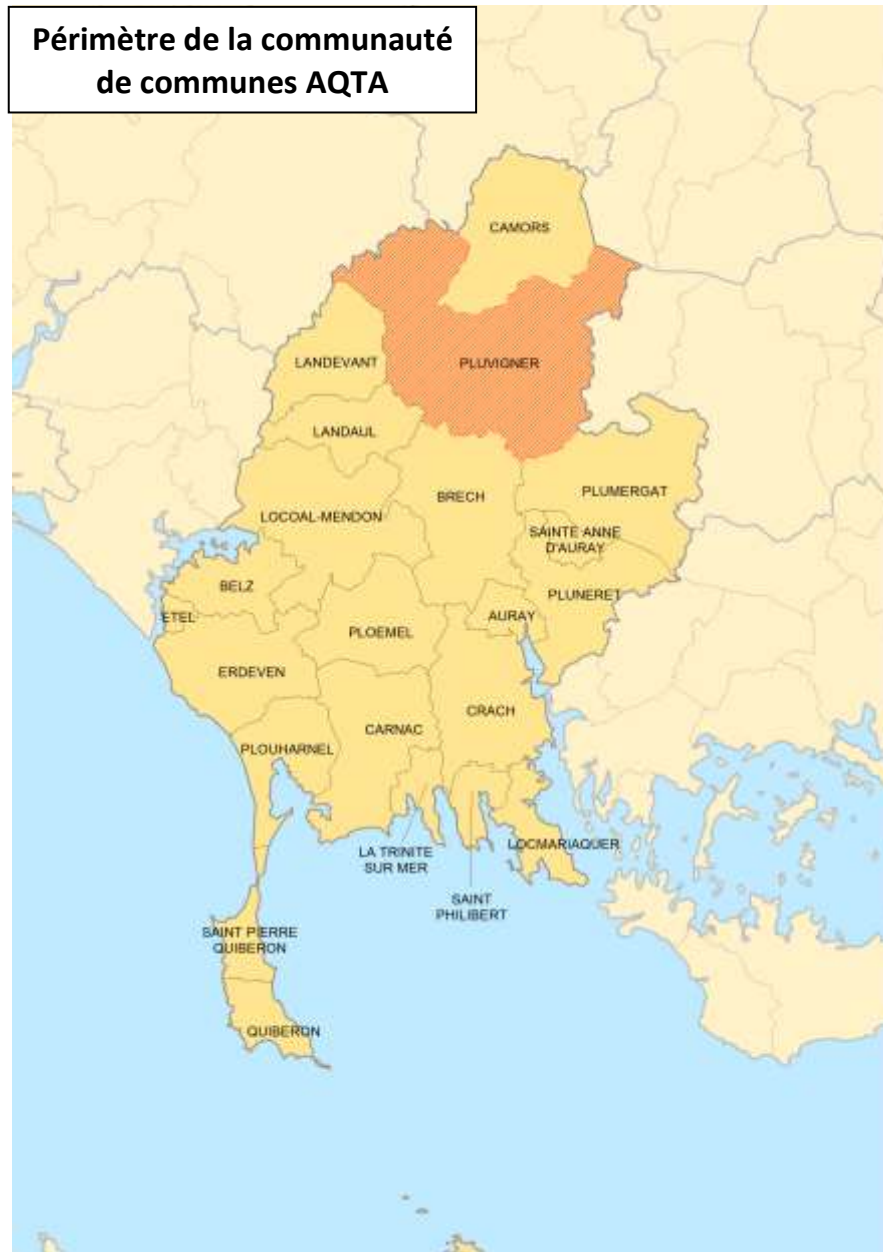 Périmètre de la communauté
de communes AQTA
CAMORS
PLUVIGNER
LANDEVANT
LANDAUL
BRECH
PLUMERGAT
LOCOAL-MENDON
SAINTE ANNE
D'AURAY
BELZ
PLUNERET
ETEL
AURAY
PLOEMEL
ERDEVEN
CRACH
CARNAC
PLOUHARNEL
LOCMARIAQUER
LA TRINITE
SUR MER
SAINT
PHILIBERT
SAINT PIERRE
QUIBERON
QUIBERON